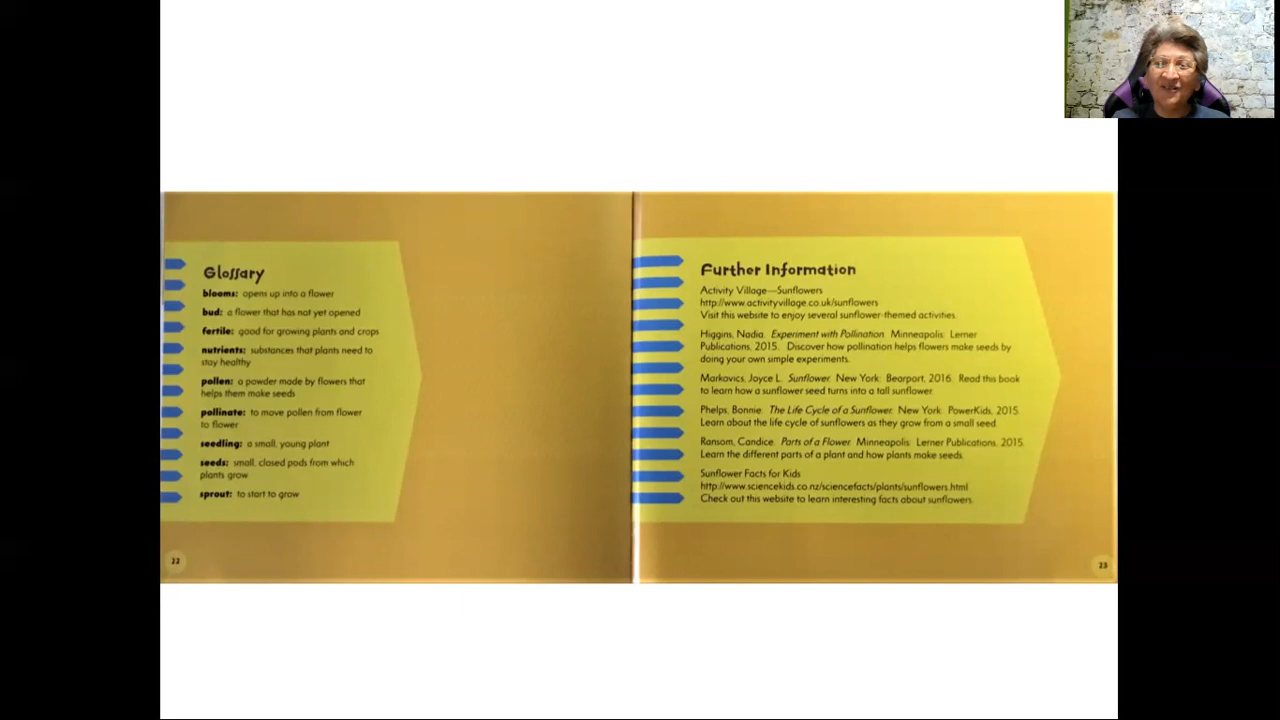 Glossary
blooms: opens up into a flower
bud: a flower that has not yet opened
fertile: good for growing plants and crops
nutrients: substances that plants need to
stay healthy
pollen: a powder made by flowers that
helps them make seeds
pollinate: to move pollen from flower
to flower
seedling: a small, young plant
seeds: small, closed pods from which
plants grow
sprout: to start to grow
22
Further Information
Activity Village—Sunflowers
http://www.activityvillage.co.uk/sunflowers
Visit this website to enjoy several sunflower-themed activities.
Higgins, Nadia. Experiment with Pollination. Minneapolis: Lerner
Publications, 2015. Discover how pollination helps flowers make seeds by
doing your own simple experiments.
Markovics, Joyce L. Sunflower. New York: Bearport, 2016. Read this book
to learn how a sunflower seed turns into a tall sunflower.
Phelps, Bonnie. The Life Cycle of a Sunflower. New York: PowerKids, 2015.
Learn about the life cycle of sunflowers as they grow from a small seed.
Ransom, Candice. Parts of a Flower. Minneapolis: Lerner Publications, 2015.
Learn the different parts of a plant and how plants make seeds.
Sunflower Facts for Kids
http://www.sciencekids.co.nz/sciencefacts/plants/sunflowers.html
Check out this website to learn interesting facts about sunflowers.
23